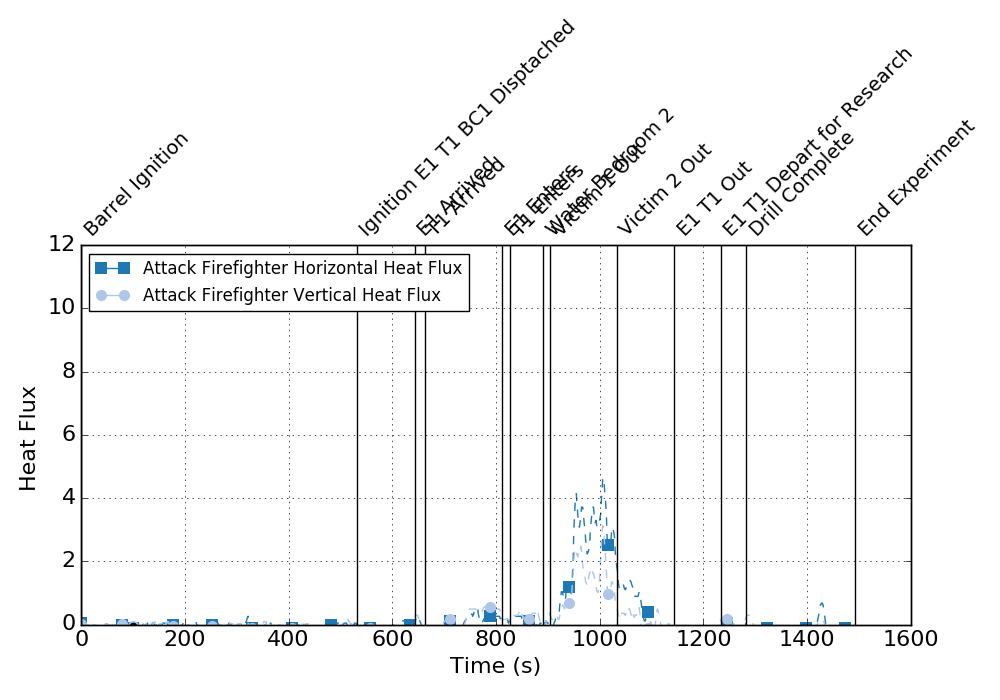 Barrel Ignition
Ignition E1 T1 BC1 Disptached
E1 Arrived
T1 Arrived
E1 Enters
T1 Enters
Water Bedroom 2
Victim 1 Out
Victim 2 Out
E1 T1 Out
E1 T1 Depart for Research
Drill Complete
End Experiment
12
10
8
6
4
2
0
Heat Flux
Attack Firefighter Horizontal Heat Flux
Attack Firefighter Vertical Heat Flux
0 200 400 600 800 1000 1200 1400 1600
Time (s)